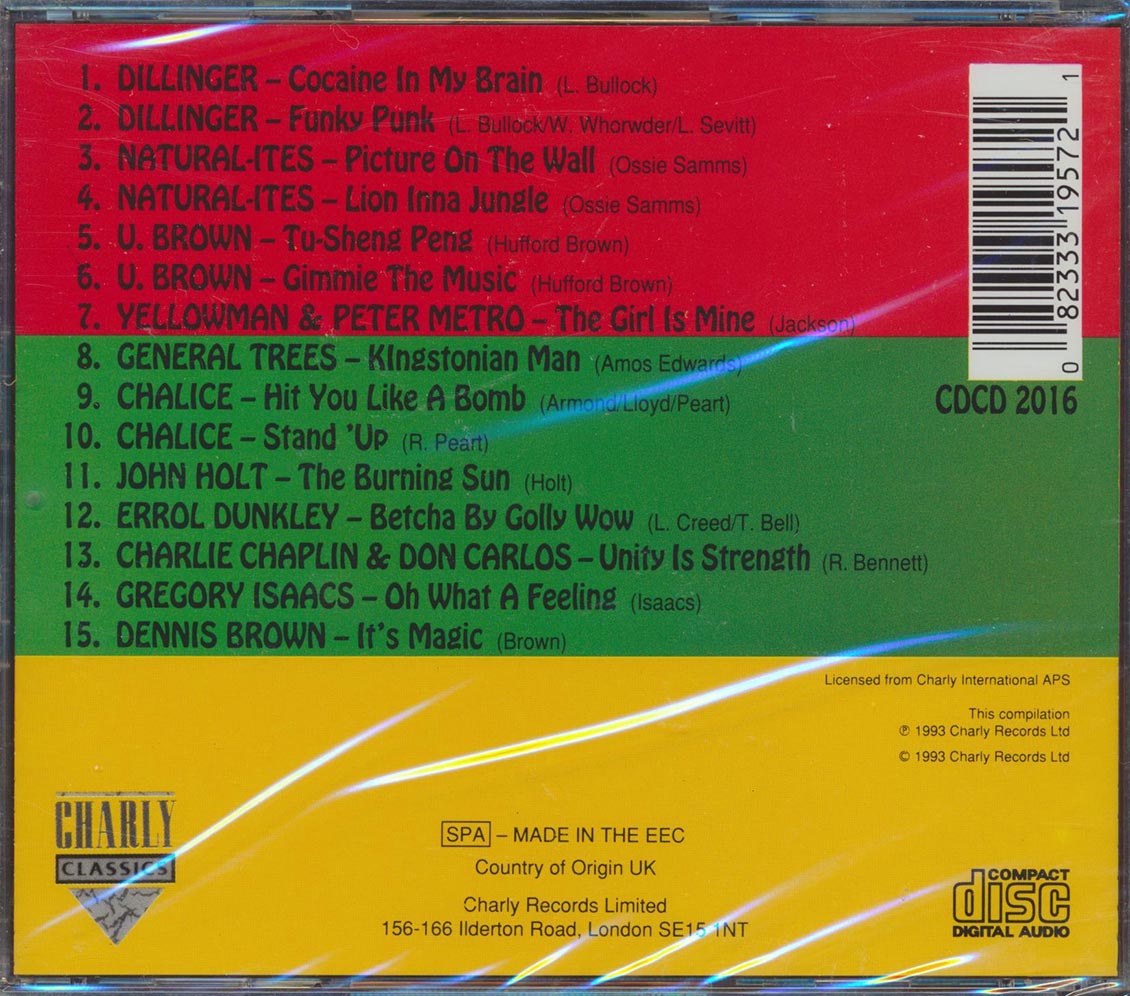 1. DILLINGER – Cocaine In My Brain (L. Bullock)
2. DILLINGER – Funky Punk (L. Bullock/W. Whorwder/L. Sevitt)
3. NATURAL-ITES – Picture On The Wall (Ossie Samms)
4. NATURAL-ITES – Lion Inna Jungle (Ossie Samms)
5. U. BROWN – Tu-Sheng Peng (Hufford Brown)
6. U. BROWN – Gimmie The Music (Hufford Brown)
7. YELLOWMAN & PETER METRO – The Girl Is Mine (Jackson)
8. GENERAL TREES – KIngstonian Man (Amos Edwards)
9. CHALICE – Hit You Like A Bomb (Armond/Lloyd/Peart)
10. CHALICE – Stand 'Up (R. Peart)
11. JOHN HOLT – The Burning Sun (Holt)
12. ERROL DUNKLEY – Betcha By Golly Wow (L. Creed/T. Bell)
13. CHARLIE CHAPLIN & DON CARLOS – Unity Is Strength (R. Bennett)
14. GREGORY ISAACS – Oh What A Feeling (Isaacs)
15. DENNIS BROWN – It's Magic (Brown)
0 82333 19572 1
CDCD 2016
Licensed from Charly International APS
This compilation
℗ 1993 Charly Records Ltd
© 1993 Charly Records Ltd
CHARLY
CLASSICS
SPA – MADE IN THE EEC
Country of Origin UK
Charly Records Limited
156-166 Ilderton Road, London SE15 1NT
COMPACT
disc
DIGITAL AUDIO